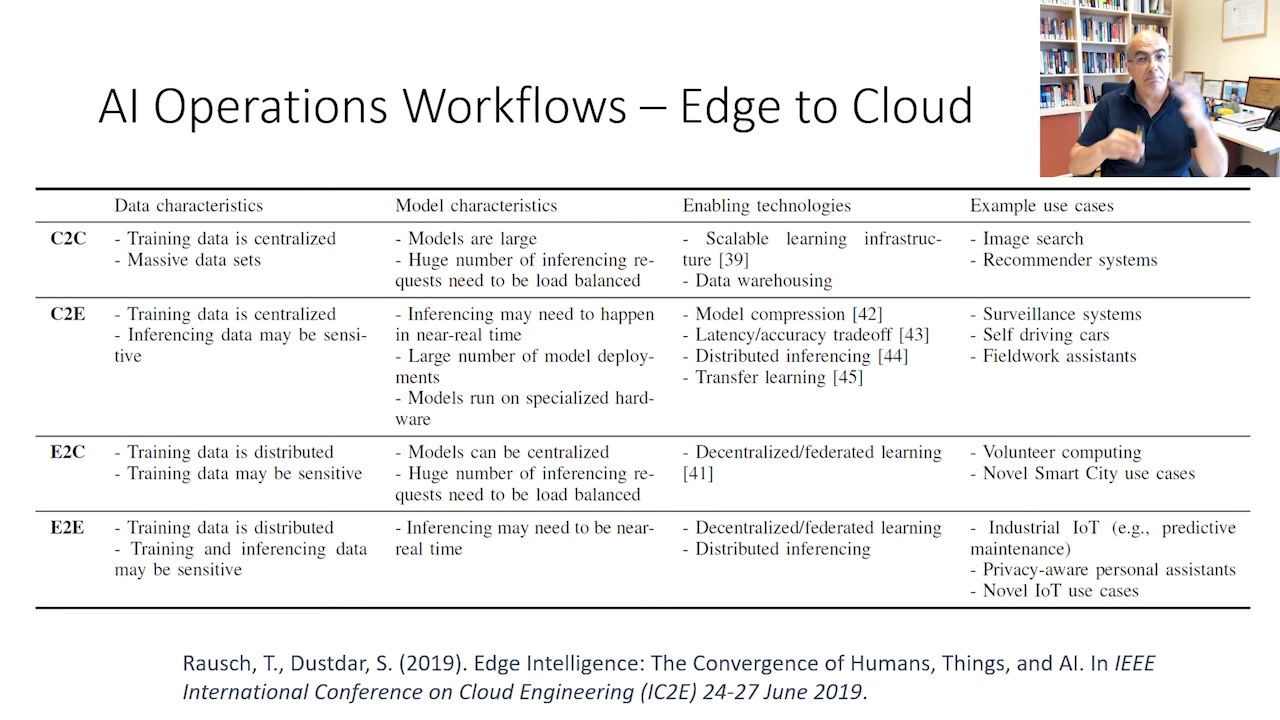 AI Operations Workflows – Edge to Cloud
Data characteristics Model characteristics Enabling technologies Example use cases
C2C
- Training data is centralized
- Massive data sets
- Models are large
- Huge number of inferencing re-
quests need to be load balanced
- Scalable learning infrastruc-
ture [39]
- Data warehousing
- Image search
- Recommender systems
C2E
- Training data is centralized
- Inferencing data may be sensi-
tive
- Inferencing may need to happen
in near-real time
- Large number of model deploy-
ments
- Models run on specialized hard-
ware
- Model compression [42]
- Latency/accuracy tradeoff [43]
- Distributed inferencing [44]
- Transfer learning [45]
- Surveillance systems
- Self driving cars
- Fieldwork assistants
E2C
- Training data is distributed
- Training data may be sensitive
- Models can be centralized
- Huge number of inferencing re-
quests need to be load balanced
- Decentralized/federated learning
[41]
- Volunteer computing
- Novel Smart City use cases
E2E
- Training data is distributed
- Training and inferencing data
may be sensitive
- Inferencing may need to be near-
real time
- Decentralized/federated learning
- Distributed inferencing
- Industrial IoT (e.g., predictive
maintenance)
- Privacy-aware personal assistants
- Novel IoT use cases
Rausch, T., Dustdar, S. (2019). Edge Intelligence: The Convergence of Humans, Things, and AI. In IEEE
International Conference on Cloud Engineering (IC2E) 24-27 June 2019.